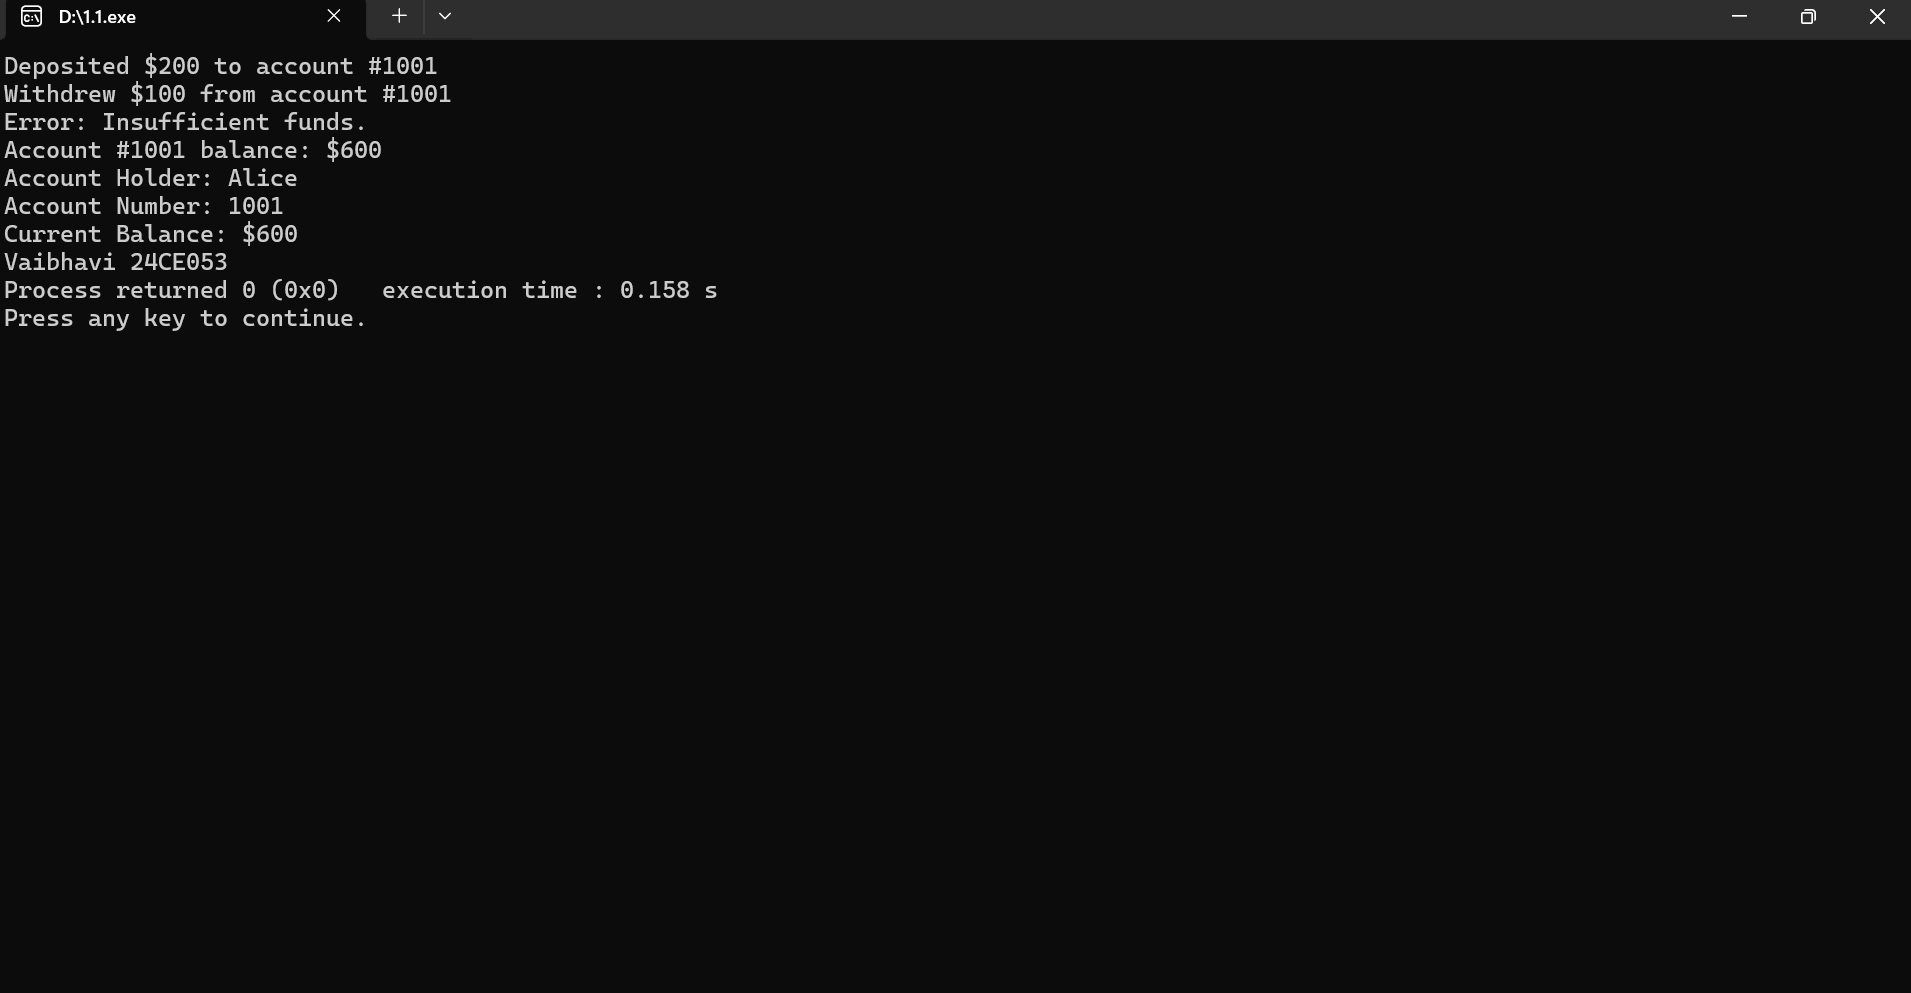 D:\1.1.exe
Deposited $200 to account #1001
Withdrew $100 from account #1001
Error: Insufficient funds.
Account #1001 balance: $600
Account Holder: Alice
Account Number: 1001
Current Balance: $600
Vaibhavi 24CE053
Process returned 0 (0x0)   execution time : 0.158 s
Press any key to continue.